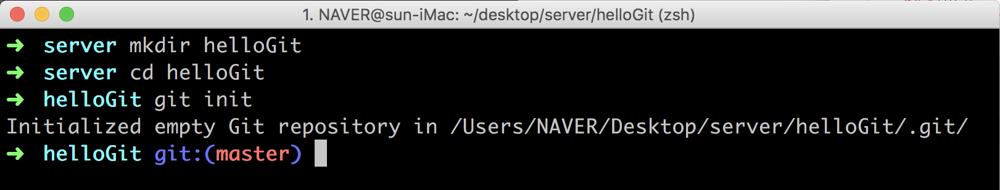 1. NAVER@sun-iMac: ~/desktop/server/helloGit (zsh)
➜ server mkdir helloGit
➜ server cd helloGit
➜ helloGit git init
Initialized empty Git repository in /Users/NAVER/Desktop/server/helloGit/.git/
➜ helloGit git:(master)